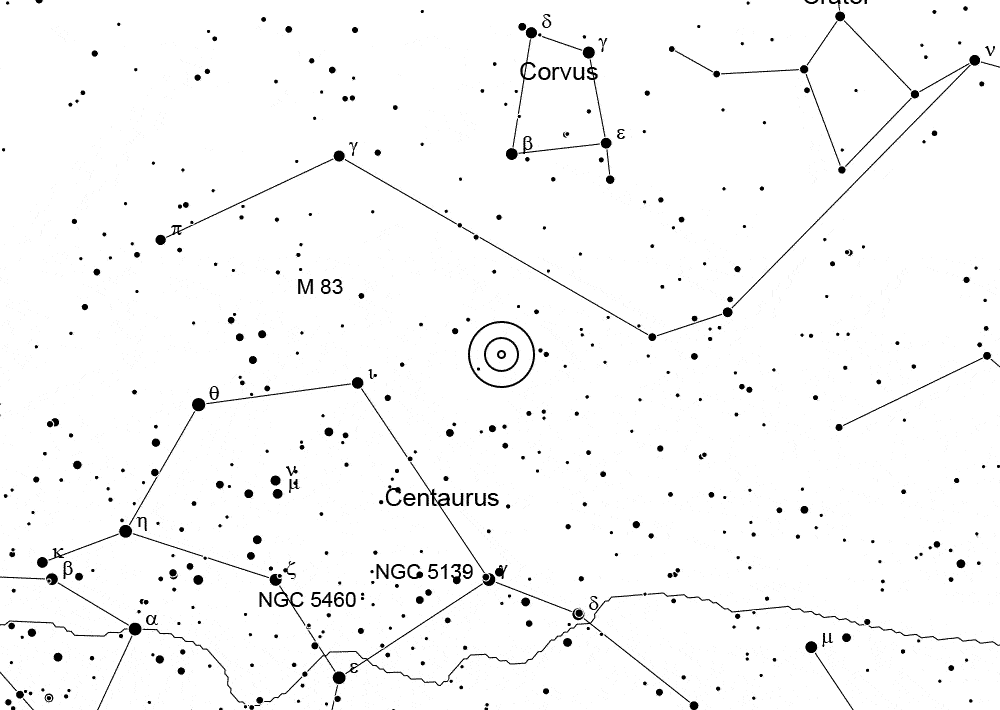 Crater
δ
γ
ν
Corvus
ε
β
γ
π
M 83
ι
θ
ν
μ
Centaurus
η
κ
β
ζ
NGC 5139
γ
NGC 5460
δ
α
μ
ε